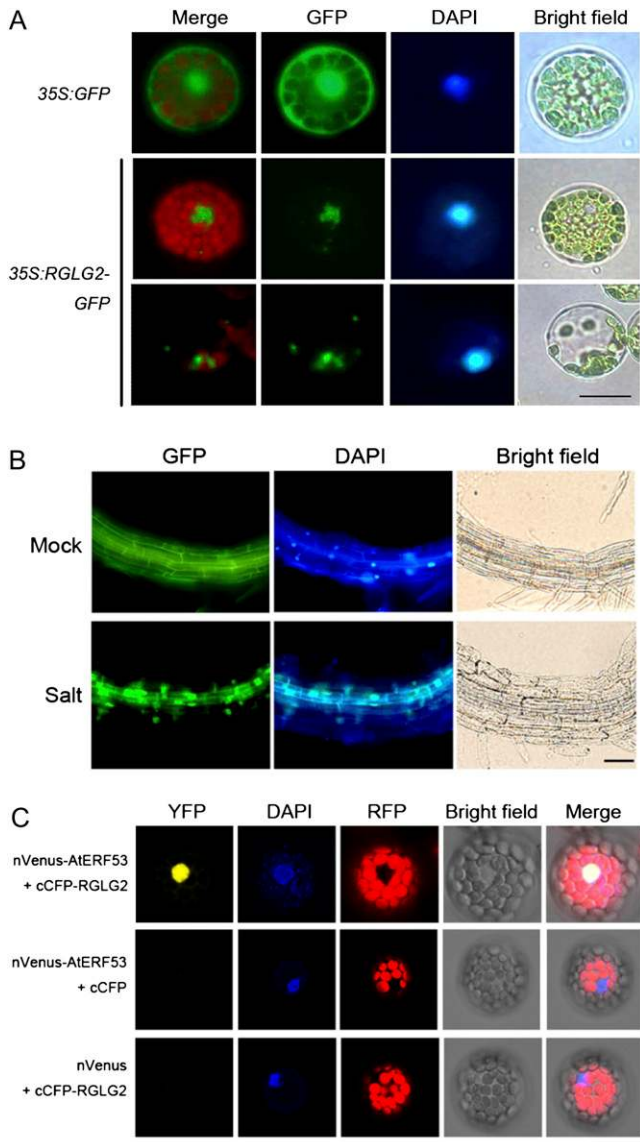 A
Merge GFP DAPI Bright field
35S:GFP
35S:RGLG2-
GFP
B
GFP DAPI Bright field
Mock
Salt
C
YFP DAPI RFP Bright field Merge
nVenus-AtERF53
+ cCFP-RGLG2
nVenus-AtERF53
+ cCFP
nVenus
+ cCFP-RGLG2